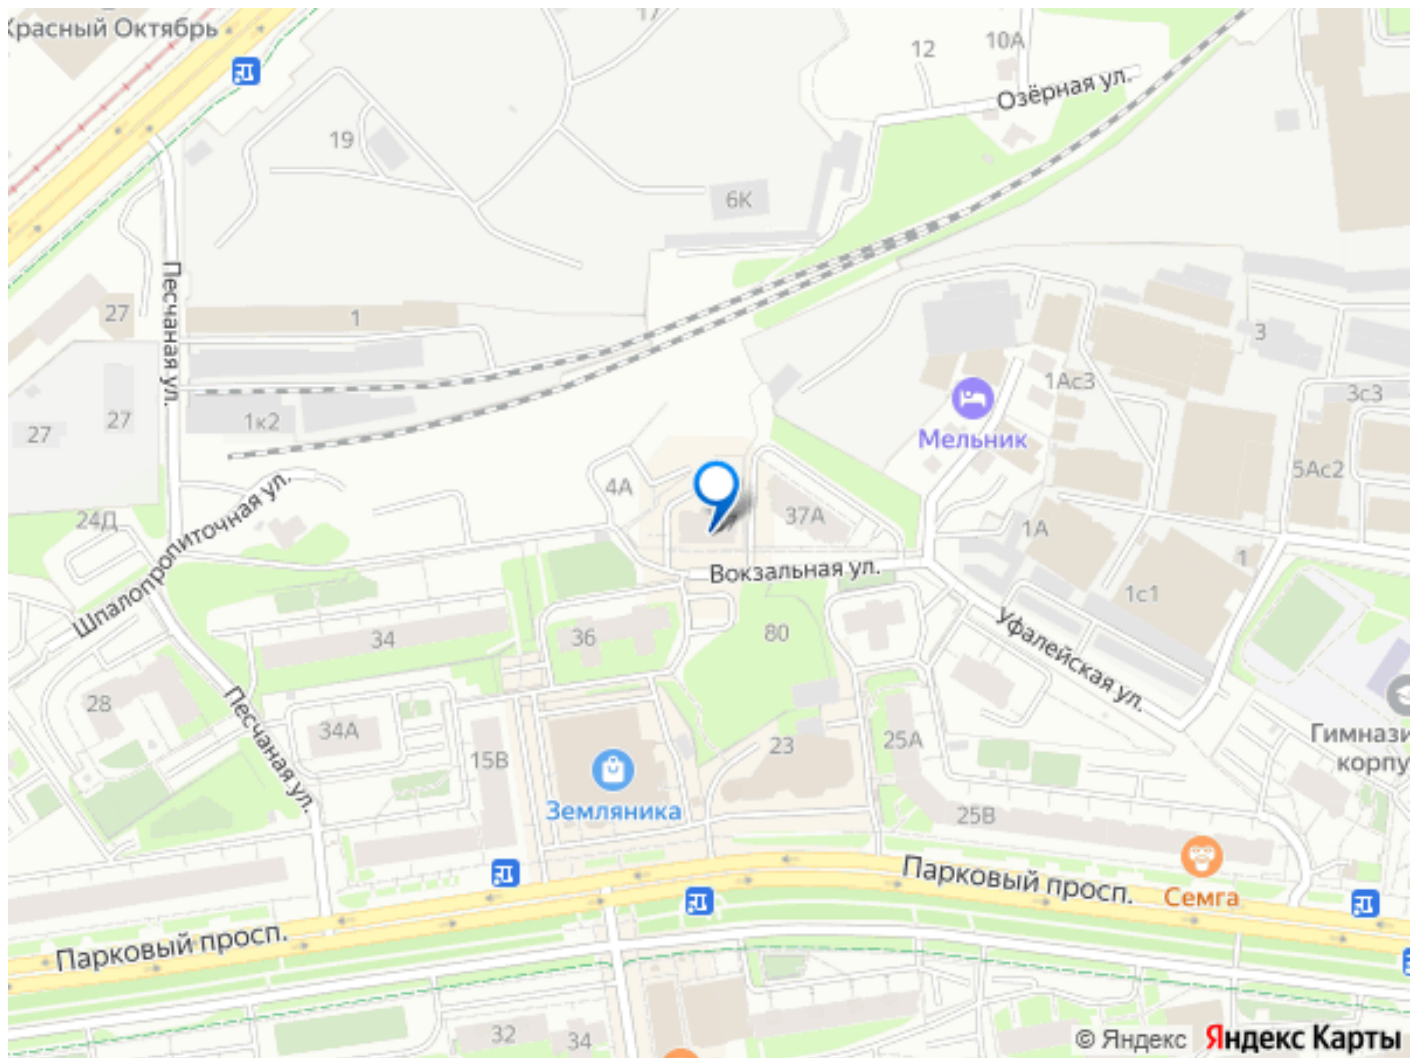 Красный Октябрь
17
12
10А
Озёрная ул.
19
6К
Песчаная ул.
27
1
3
1Ас3
3с3
27
27
1к2
Мельник
5Ас2
4А
37А
24Д
Шпалопропиточная ул.
1А
1
Вокзальная ул.
1с1
Уфалейская ул.
34
36
80
28
Песчаная ул.
34А
15В
23
25А
Гимнази
корпу
Земляника
25В
Парковый просп.
Семга
Парковый просп.
32
34
© Яндекс Яндекс Карты